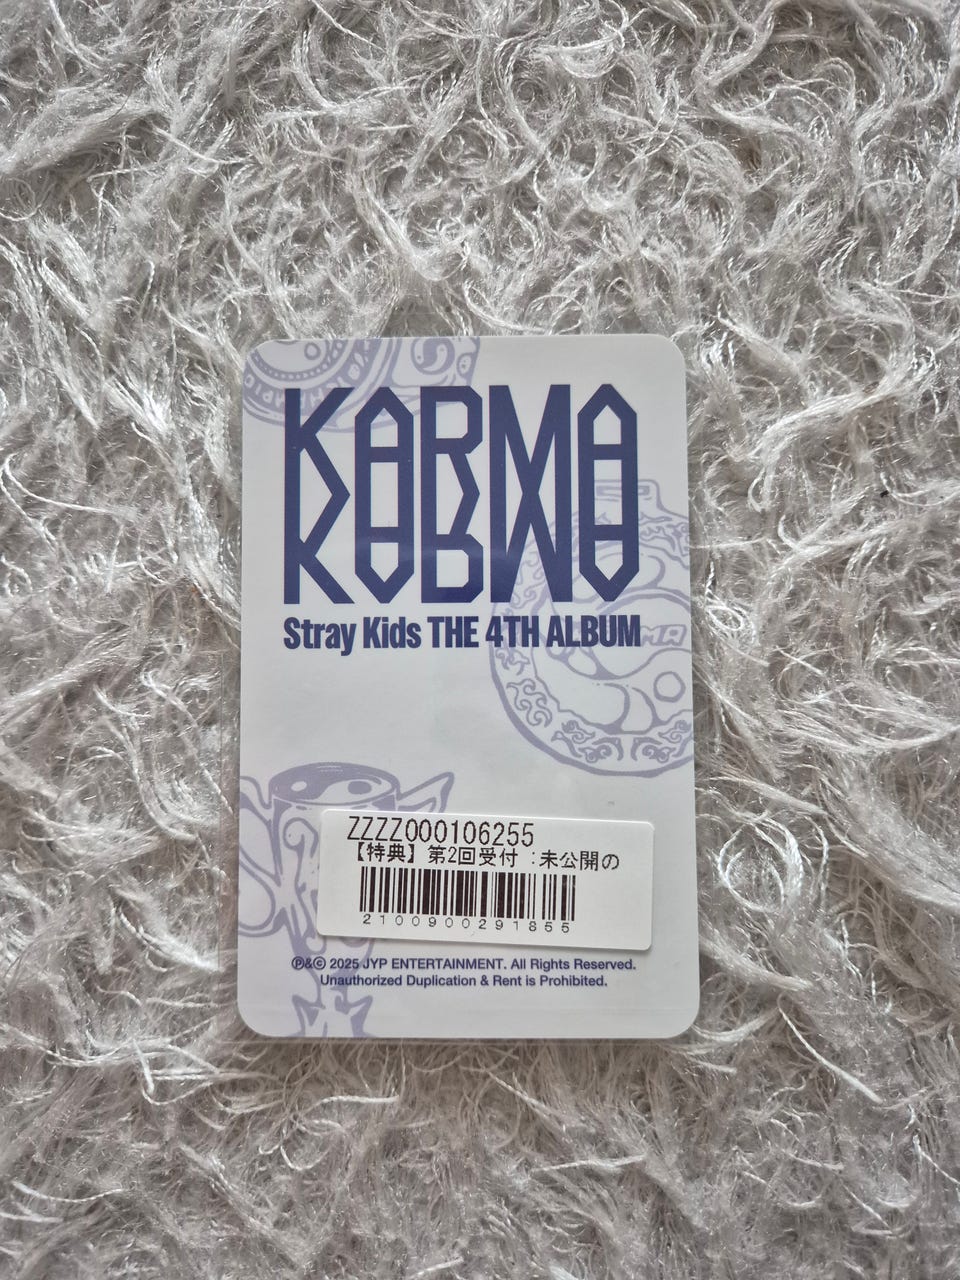 KARMA
Stray Kids THE 4TH ALBUM
ZZZZ000106255
【特典】第2回受付 :未公開の
2100900291855
℗&© 2025 JYP ENTERTAINMENT. All Rights Reserved.
Unauthorized Duplication & Rent is Prohibited.